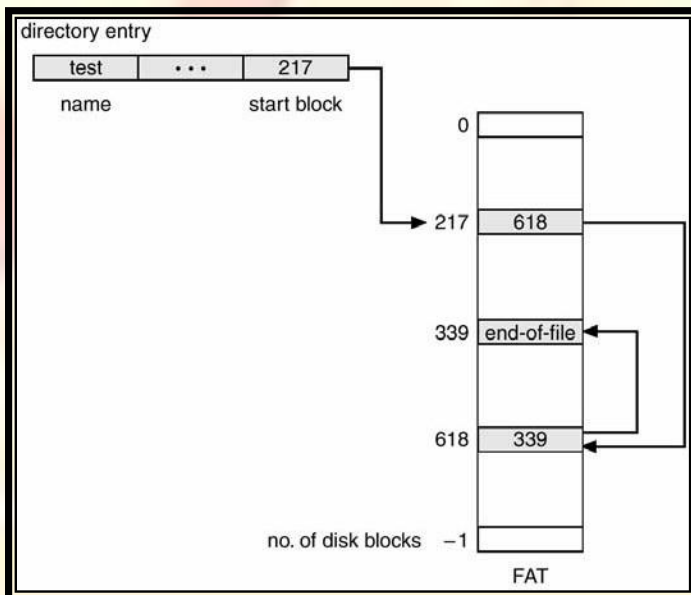 directory entry
test ... 217
name start block
0
217 618
339 end-of-file
618 339
no. of disk blocks –1
FAT